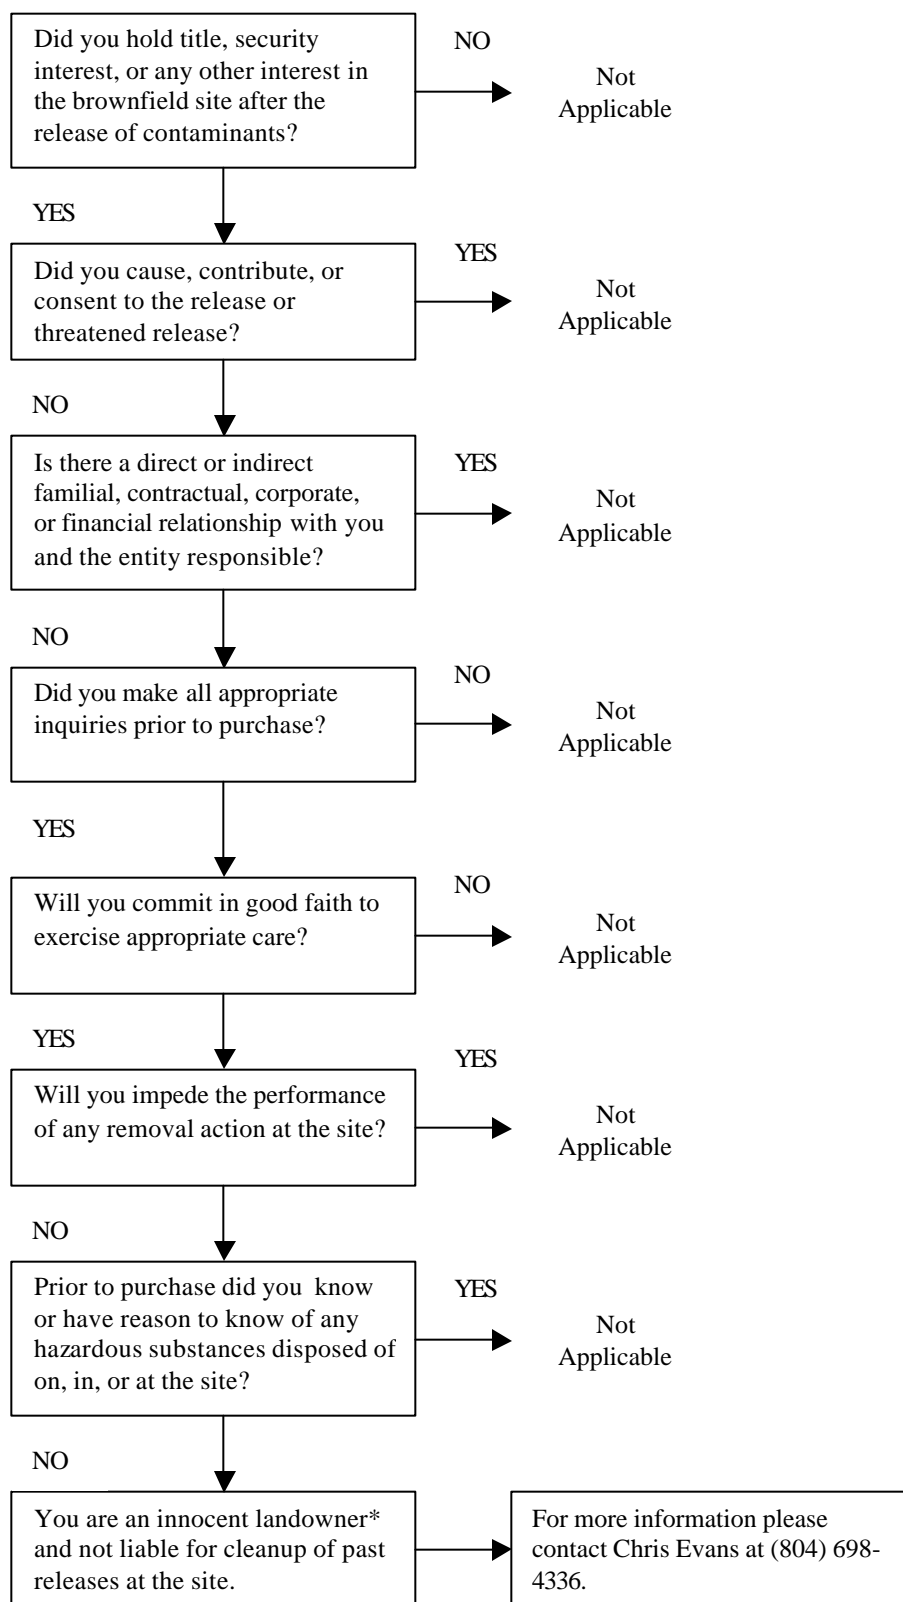 Did you hold title, security
interest, or any other interest in
the brownfield site after the
release of contaminants?
NO
Not
Applicable
YES
Did you cause, contribute, or
consent to the release or
threatened release?
YES
Not
Applicable
NO
Is there a direct or indirect
familial, contractual, corporate,
or financial relationship with you
and the entity responsible?
YES
Not
Applicable
NO
Did you make all appropriate
inquiries prior to purchase?
NO
Not
Applicable
YES
Will you commit in good faith to
exercise appropriate care?
NO
Not
Applicable
YES
Will you impede the performance
of any removal action at the site?
YES
Not
Applicable
NO
Prior to purchase did you know
or have reason to know of any
hazardous substances disposed of
on, in, or at the site?
YES
Not
Applicable
NO
You are an innocent landowner*
and not liable for cleanup of past
releases at the site.
For more information please
contact Chris Evans at (804) 698-
4336.